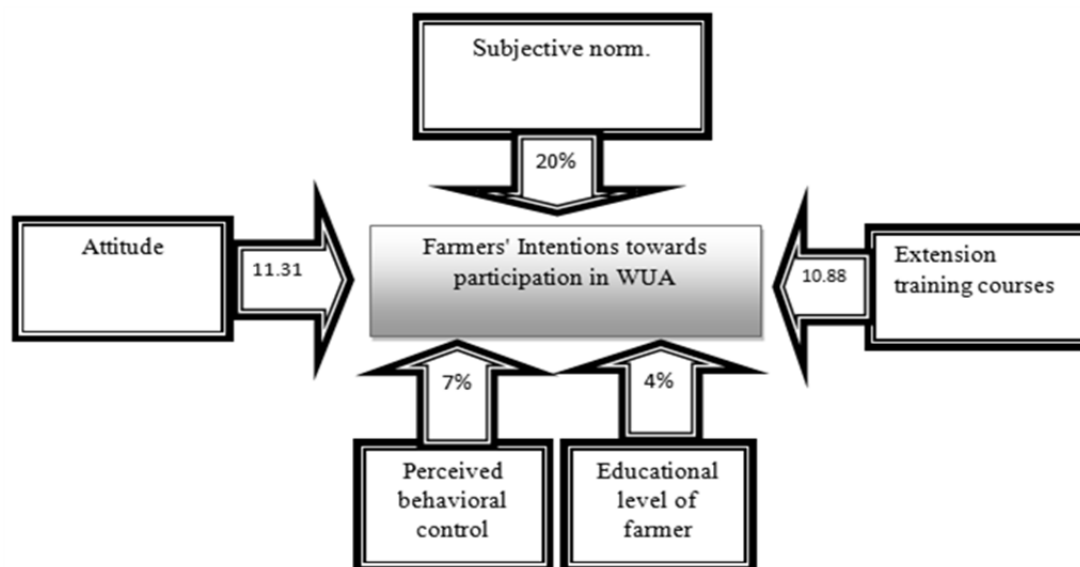 Subjective norm.
20%
Attitude
11.31
Farmers' Intentions towards
participation in WUA
10.88
Extension
training courses
7%
4%
Perceived
behavioral
control
Educational
level of
farmer